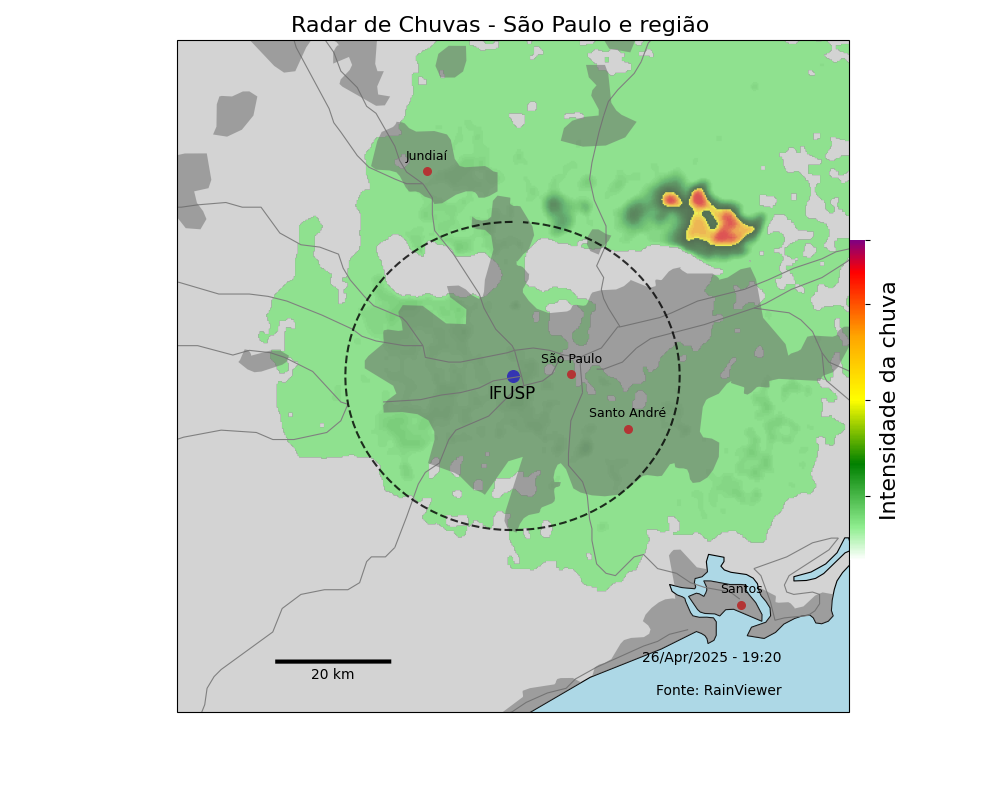 Radar de Chuvas - São Paulo e região
Jundiaí
São Paulo
IFUSP
Santo André
Santos
26/Apr/2025 - 19:20
20 km
Fonte: RainViewer
Intensidade da chuva